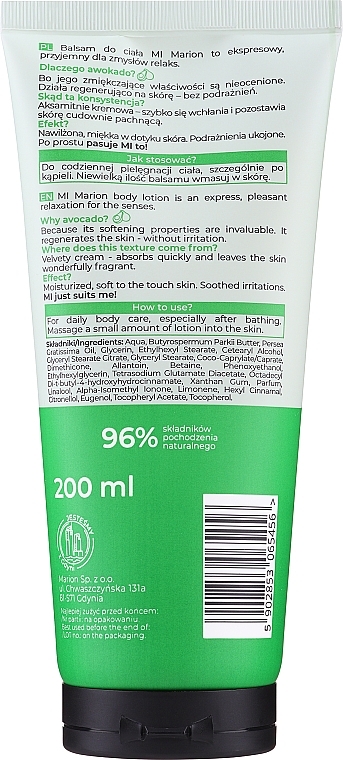 PL Balsam do ciała MI Marion to ekspresowy,
przyjemny dla zmysłów relaks.
Dlaczego awokado?
Bo jego zmiękczające właściwości są nieocenione.
Działa regenerująco na skórę – bez podrażnień.
Skąd ta konsystencja?
Aksamitnie kremowa – szybko się wchłania i pozostawia
skórę cudownie pachnącą.
Efekt?
Nawilżona, miękka w dotyku skóra. Podrażnienia ukojone.
Po prostu pasuje MI to!
Jak stosować?
Do codziennej pielęgnacji ciała, szczególnie po
kąpieli. Niewielką ilość balsamu wmasuj w skórę.
EN MI Marion body lotion is an express, pleasant
relaxation for the senses.
Why avocado?
Because its softening properties are invaluable. It
regenerates the skin - without irritation.
Where does this texture come from?
Velvety cream - absorbs quickly and leaves the skin
wonderfully fragrant.
Effect?
Moisturized, soft to the touch skin. Soothed irritations.
MI just suits me!
How to use?
For daily body care, especially after bathing.
Massage a small amount of lotion into the skin.
Składniki/Ingredients: Aqua, Butyrospermum Parkii Butter, Persea
Gratissima Oil, Glycerin, Ethylhexyl Stearate, Cetearyl Alcohol,
Glyceryl Stearate Citrate, Glyceryl Stearate, Coco-Caprylate/Caprate,
Dimethicone, Allantoin, Betaine, Phenoxyethanol,
Ethylhexylglycerin, Tetrasodium Glutamate Diacetate, Octadecyl
Di-t-butyl-4-hydroxyhydrocinnamate, Xanthan Gum, Parfum,
Linalool, Alpha-Isomethyl Ionone, Limonene, Hexyl Cinnamal,
Citronellol, Eugenol, Tocopheryl Acetate, Tocopherol.
96% składników
pochodzenia
naturalnego
200 ml
JESTEŚMY
Marion Sp. z o.o.
ul. Chwaszczyńska 131a
81-571 Gdynia
Najlepiej zużyć przed końcem:
Nr partii: na opakowaniu.
Best used before the end of:
/LOT no.: on the packaging.
5 902853 065456 >